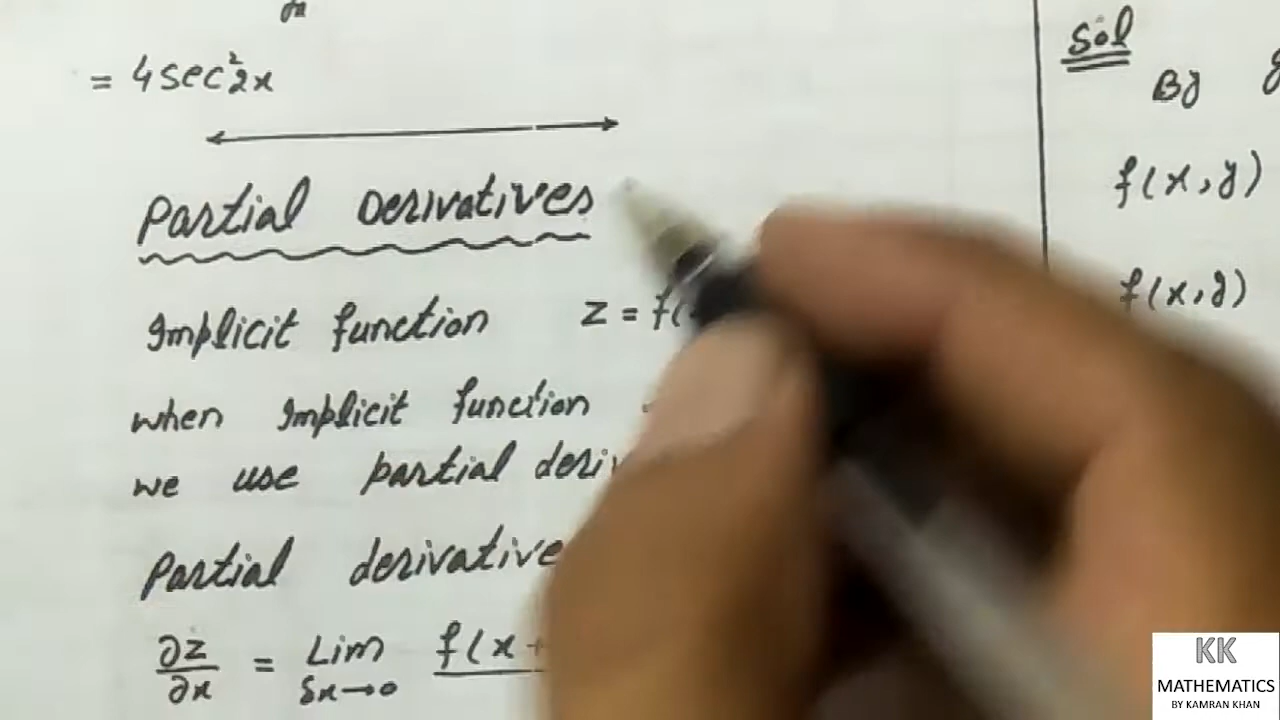 = 4sec²2x
Partial Derivatives
Implicit function z = f(
when implicit function
we use partial
Partial derivative
∂z/∂x = Lim δx→0 f(x+
Sol
By
f(x,y)
f(x,y)
KK
MATHEMATICS
BY KAMRAN KHAN